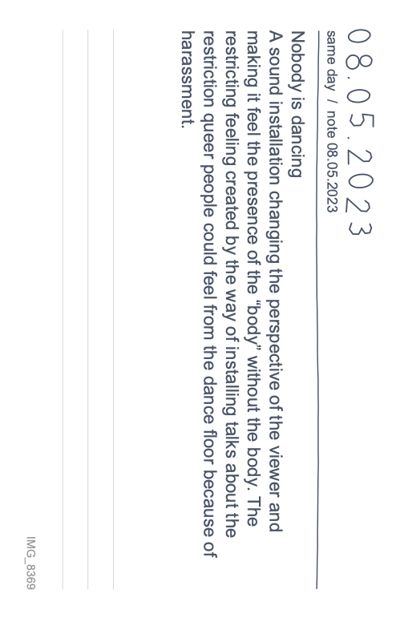 08.05.2023
same day / note 08.05.2023
Nobody is dancing
A sound installation changing the perspective of the viewer and
making it feel the presence of the “body” without the body. The
restricting feeling created by the way of installing talks about the
restriction queer people could feel from the dance floor because of
harassment.
IMG_8369